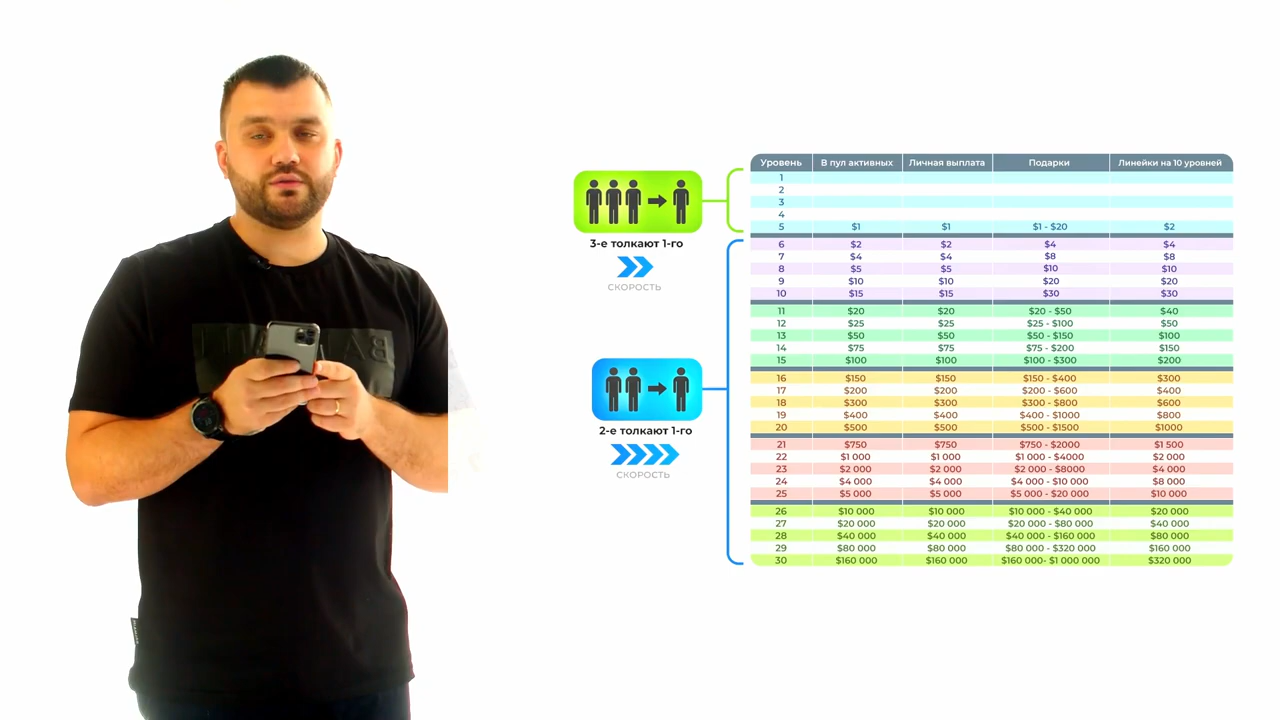 Уровень В пул активных Личная выплата Подарки Линейки на 10 уровней
1
2
3
4
5 $1 $1 $1 - $20 $2
6 $2 $2 $4 $4
7 $4 $4 $8 $8
8 $5 $5 $10 $10
9 $10 $10 $20 $20
10 $15 $15 $30 $30
11 $20 $20 $20 - $50 $40
12 $25 $25 $25 - $100 $50
13 $50 $50 $50 - $150 $100
14 $75 $75 $75 - $200 $150
15 $100 $100 $100 - $300 $200
16 $150 $150 $150 - $400 $300
17 $200 $200 $200 - $600 $400
18 $300 $300 $300 - $800 $600
19 $400 $400 $400 - $1000 $800
20 $500 $500 $500 - $1500 $1000
21 $750 $750 $750 - $2000 $1 500
22 $1 000 $1 000 $1 000 - $4000 $2 000
23 $2 000 $2 000 $2 000 - $8000 $4 000
24 $4 000 $4 000 $4 000 - $10 000 $8 000
25 $5 000 $5 000 $5 000 - $20 000 $10 000
26 $10 000 $10 000 $10 000 - $40 000 $20 000
27 $20 000 $20 000 $20 000 - $80 000 $40 000
28 $40 000 $40 000 $40 000 - $160 000 $80 000
29 $80 000 $80 000 $80 000 - $320 000 $160 000
30 $160 000 $160 000 $160 000- $1 000 000 $320 000
3-е толкают 1-го
СКОРОСТЬ
2-е толкают 1-го
СКОРОСТЬ